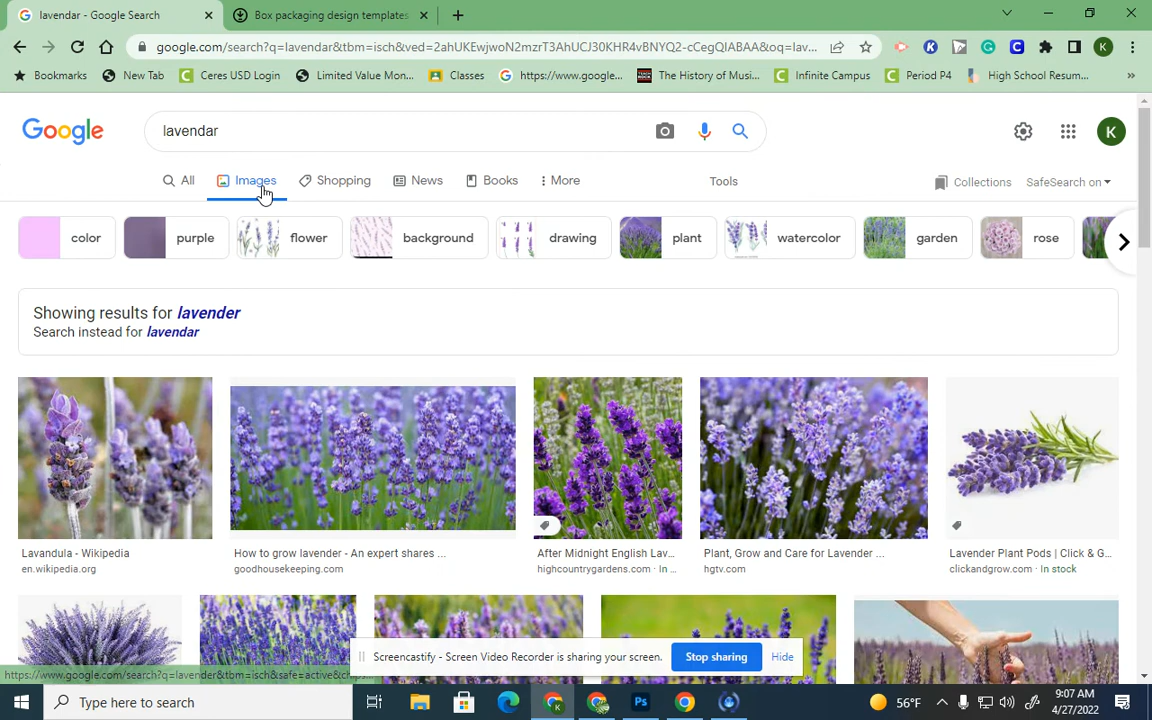 lavendar - Google Search
Box packaging design templates
google.com/search?q=lavendar&tbm=isch&ved=2ahUKEwjwoN2mzrT3AhUCJ30KHR4vBNYQ2-cCegQIABAA&oq=lav...
K
Bookmarks
New Tab
Ceres USD Login
Limited Value Mon...
Classes
https://www.google...
The History of Musi...
Infinite Campus
Period P4
High School Resum...
Google
lavendar
K
All
Images
Shopping
News
Books
More
Tools
Collections
SafeSearch on
color
purple
flower
background
drawing
plant
watercolor
garden
rose
Showing results for lavender
Search instead for lavendar
Lavandula - Wikipedia
en.wikipedia.org
How to grow lavender - An expert shares ...
goodhousekeeping.com
After Midnight English Lav...
highcountrygardens.com · In ...
Plant, Grow and Care for Lavender ...
hgtv.com
Lavender Plant Pods | Click & G...
clickandgrow.com · In stock
Screencastify - Screen Video Recorder is sharing your screen.
Stop sharing
Hide
https://www.google.com/search?q=lavender&tbm=isch&safe=active&chips...
Type here to search
Ps
56°F
9:07 AM
4/27/2022